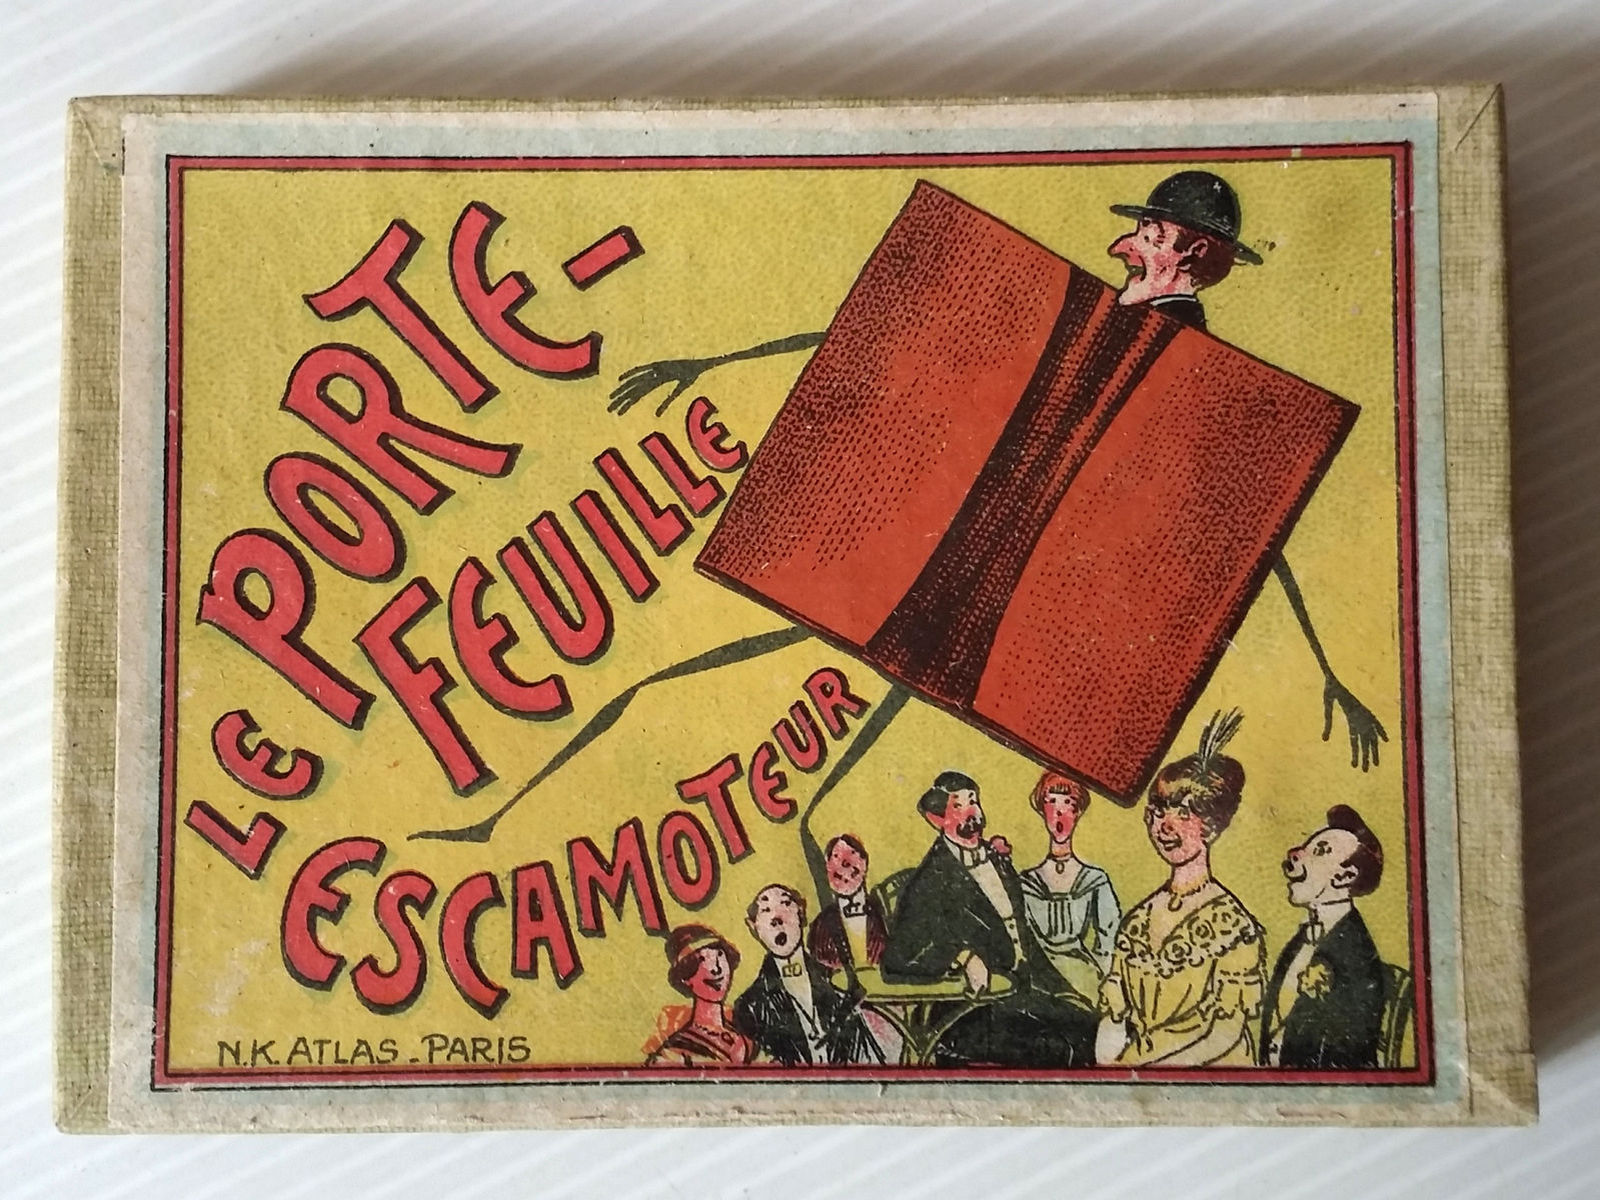 LE PORTE-
FEUILLE
ESCAMOTEUR
N.K. ATLAS - PARIS